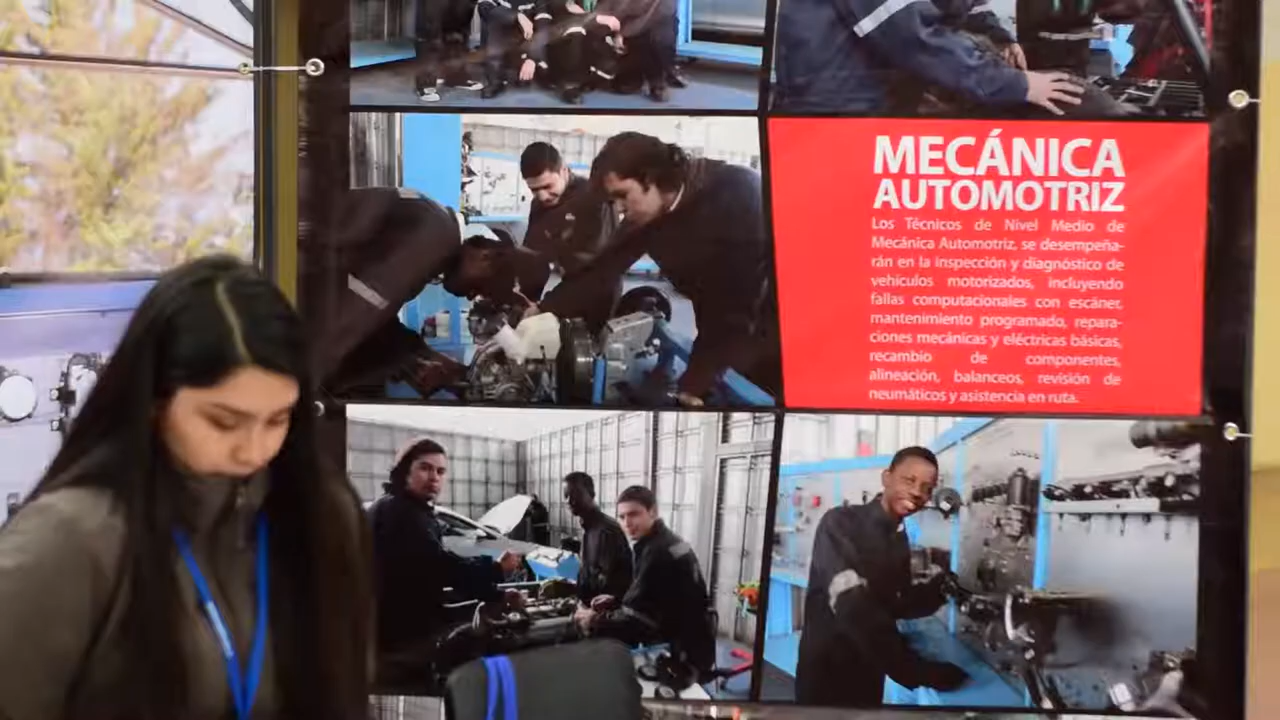 MECÁNICA
AUTOMOTRIZ
Los Técnicos de Nivel Medio de
Mecánica Automotriz, se desempeña-
rán en la inspección y diagnóstico de
vehículos motorizados, incluyendo
fallas computacionales con escáner,
mantenimiento programado, repara-
ciones mecánicas y eléctricas básicas,
recambio de componentes,
alineación, balanceos, revisión de
neumáticos y asistencia en ruta.